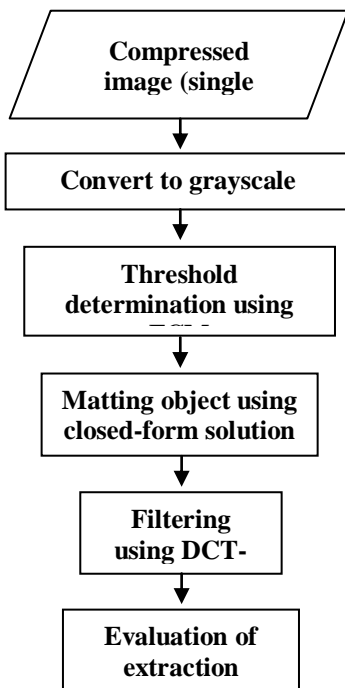 Compressed
image (single
Convert to grayscale
Threshold
determination using
Matting object using
closed-form solution
Filtering
using DCT-
Evaluation of
extraction